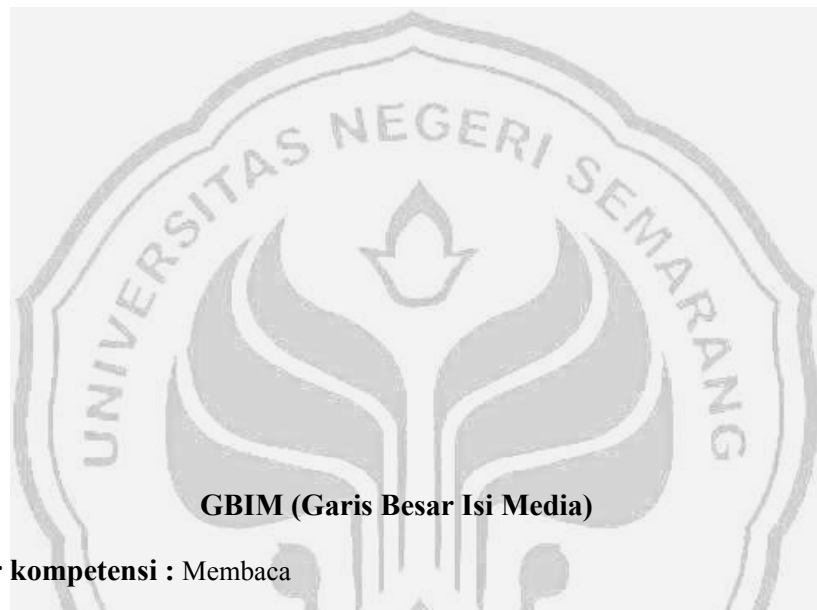 UNIVERSITAS NEGERI SEMARANG
GBIM (Garis Besar Isi Media)
kompetensi : Membaca